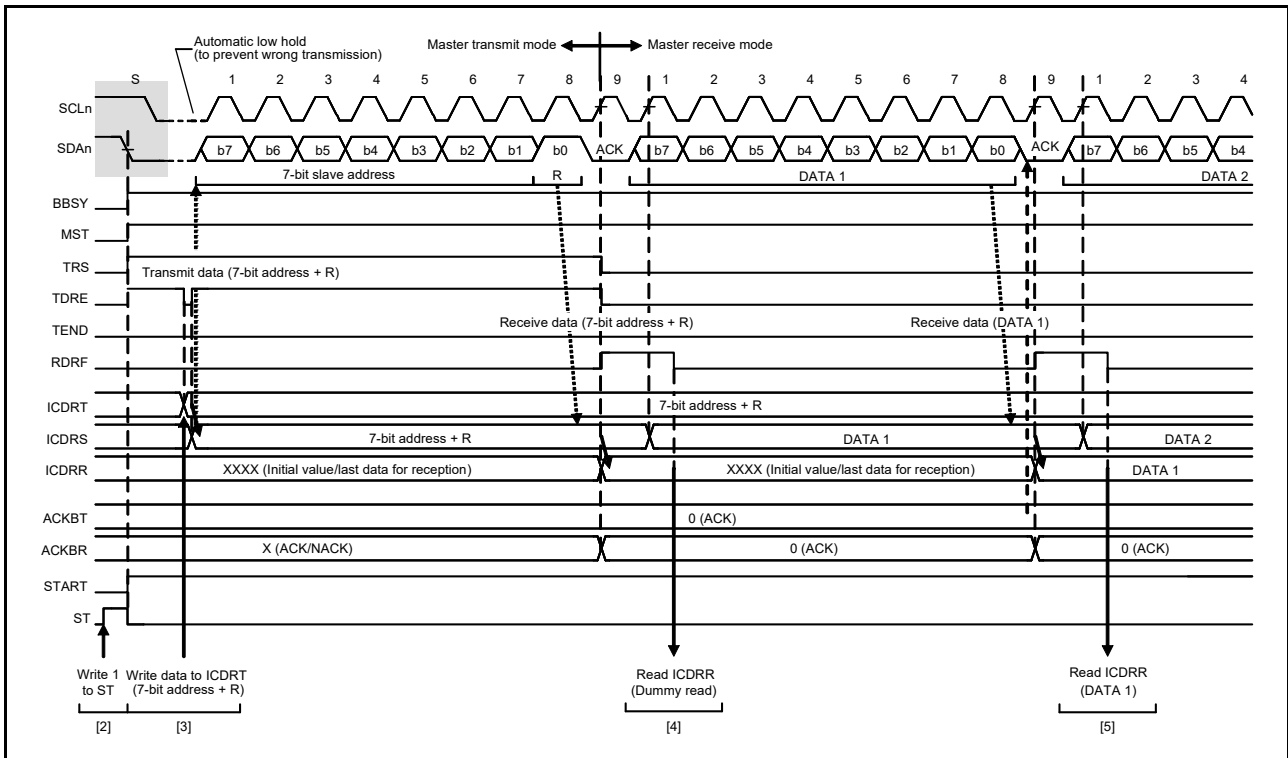 Automatic low hold
(to prevent wrong transmission)
Master transmit mode
Master receive mode
S 1 2 3 4 5 6 7 8 9 1 2 3 4 5 6 7 8 9 1 2 3 4
SCLn
SDAn b7 b6 b5 b4 b3 b2 b1 b0 ACK b7 b6 b5 b4 b3 b2 b1 b0 ACK b7 b6 b5 b4
7-bit slave address R DATA 1 DATA 2
BBSY
MST
TRS
Transmit data (7-bit address + R)
TDRE
TEND Receive data (7-bit address + R) Receive data (DATA 1)
RDRF
ICDRT 7-bit address + R
ICDRS 7-bit address + R DATA 1 DATA 2
ICDRR XXXX (Initial value/last data for reception) XXXX (Initial value/last data for reception) DATA 1
ACKBT 0 (ACK)
ACKBR X (ACK/NACK) 0 (ACK) 0 (ACK)
START
ST
Write 1
to ST
Write data to ICDRT
(7-bit address + R)
Read ICDRR
(Dummy read)
Read ICDRR
(DATA 1)
[2] [3] [4] [5]